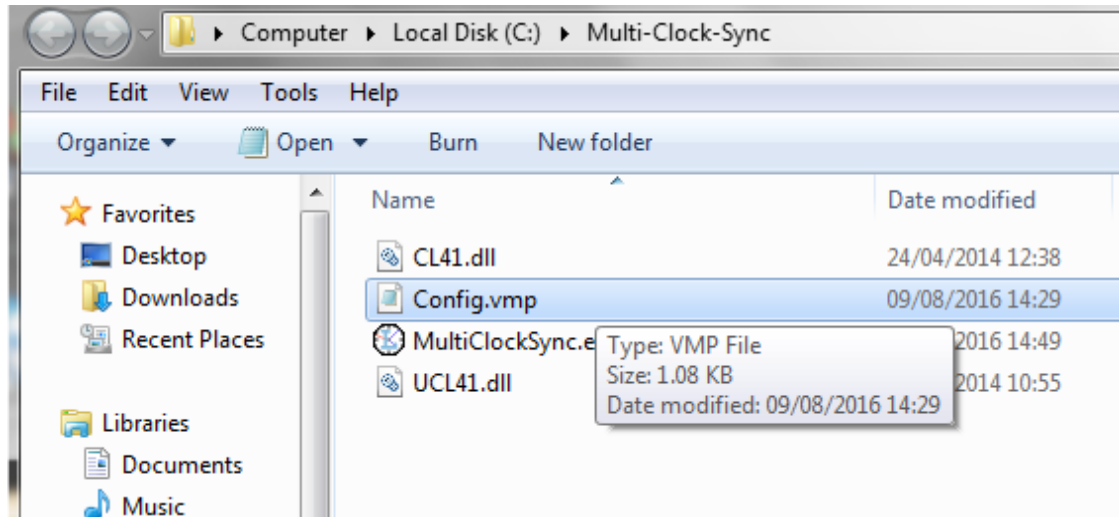 Computer ▸ Local Disk (C:) ▸ Multi-Clock-Sync
File Edit View Tools Help
Organize Open Burn New folder
Favorites
Desktop
Downloads
Recent Places
Libraries
Documents
Music
Name Date modified
CL41.dll 24/04/2014 12:38
Config.vmp 09/08/2016 14:29
MultiClockSync.e 2016 14:49
UCL41.dll 2014 10:55
Type: VMP File
Size: 1.08 KB
Date modified: 09/08/2016 14:29